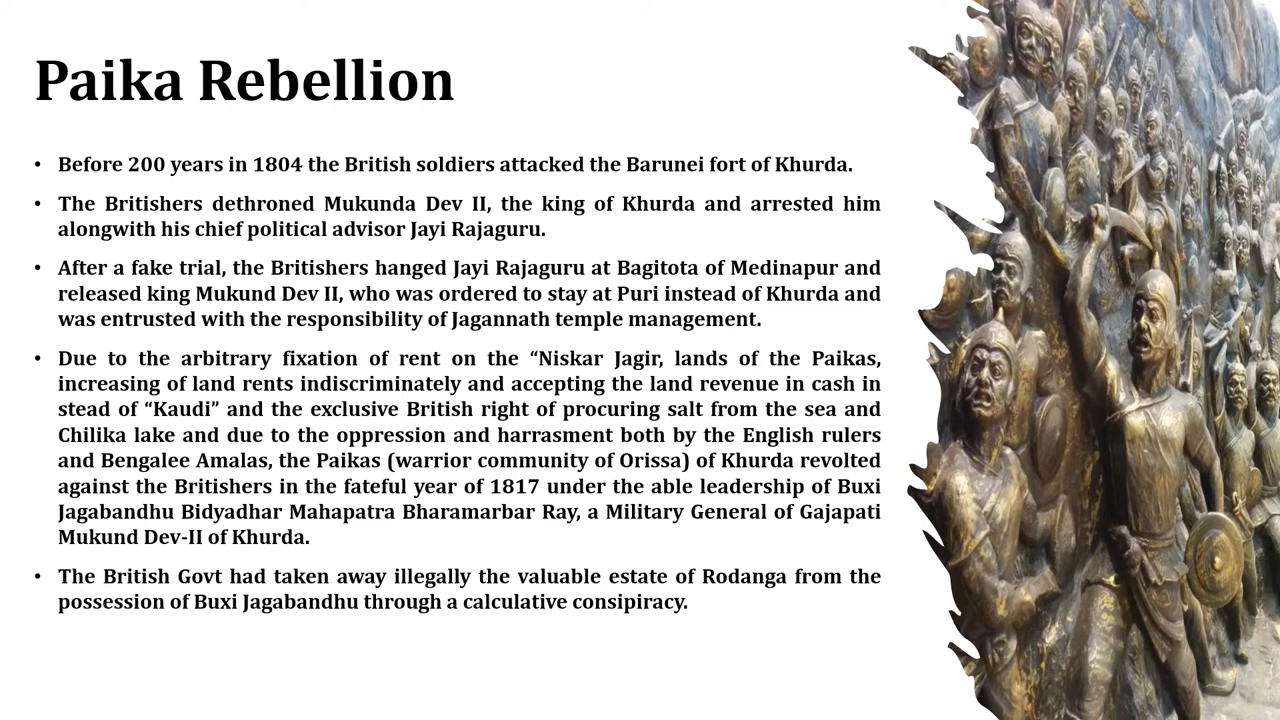 Paika Rebellion
• Before 200 years in 1804 the British soldiers attacked the Barunei fort of Khurda.
• The Britishers dethroned Mukunda Dev II, the king of Khurda and arrested him
alongwith his chief political advisor Jayi Rajaguru.
• After a fake trial, the Britishers hanged Jayi Rajaguru at Bagitota of Medinapur and
released king Mukund Dev II, who was ordered to stay at Puri instead of Khurda and
was entrusted with the responsibility of Jagannath temple management.
• Due to the arbitrary fixation of rent on the “Niskar Jagir, lands of the Paikas,
increasing of land rents indiscriminately and accepting the land revenue in cash in
stead of “Kaudi” and the exclusive British right of procuring salt from the sea and
Chilika lake and due to the oppression and harrasment both by the English rulers
and Bengalee Amalas, the Paikas (warrior community of Orissa) of Khurda revolted
against the Britishers in the fateful year of 1817 under the able leadership of Buxi
Jagabandhu Bidyadhar Mahapatra Bharamarbar Ray, a Military General of Gajapati
Mukund Dev-II of Khurda.
• The British Govt had taken away illegally the valuable estate of Rodanga from the
possession of Buxi Jagabandhu through a calculative consipiracy.